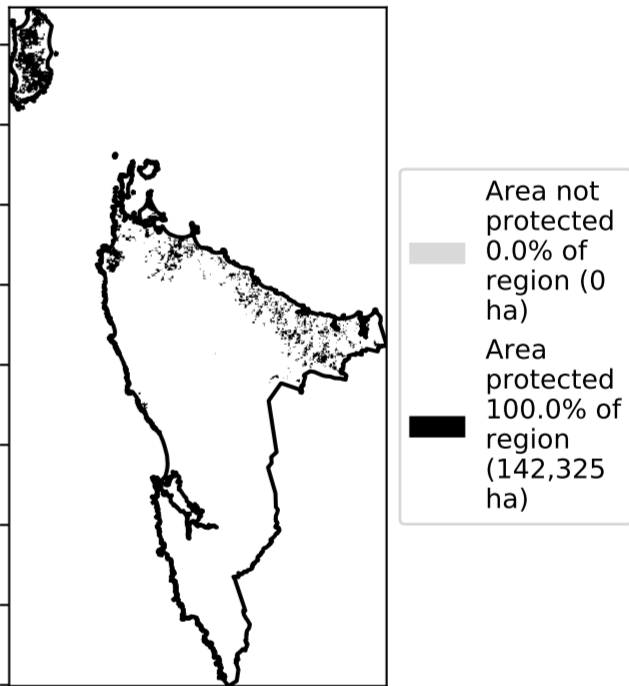 Area not
protected
0.0% of
region (0
ha)
Area
protected
100.0% of
region
(142,325
ha)